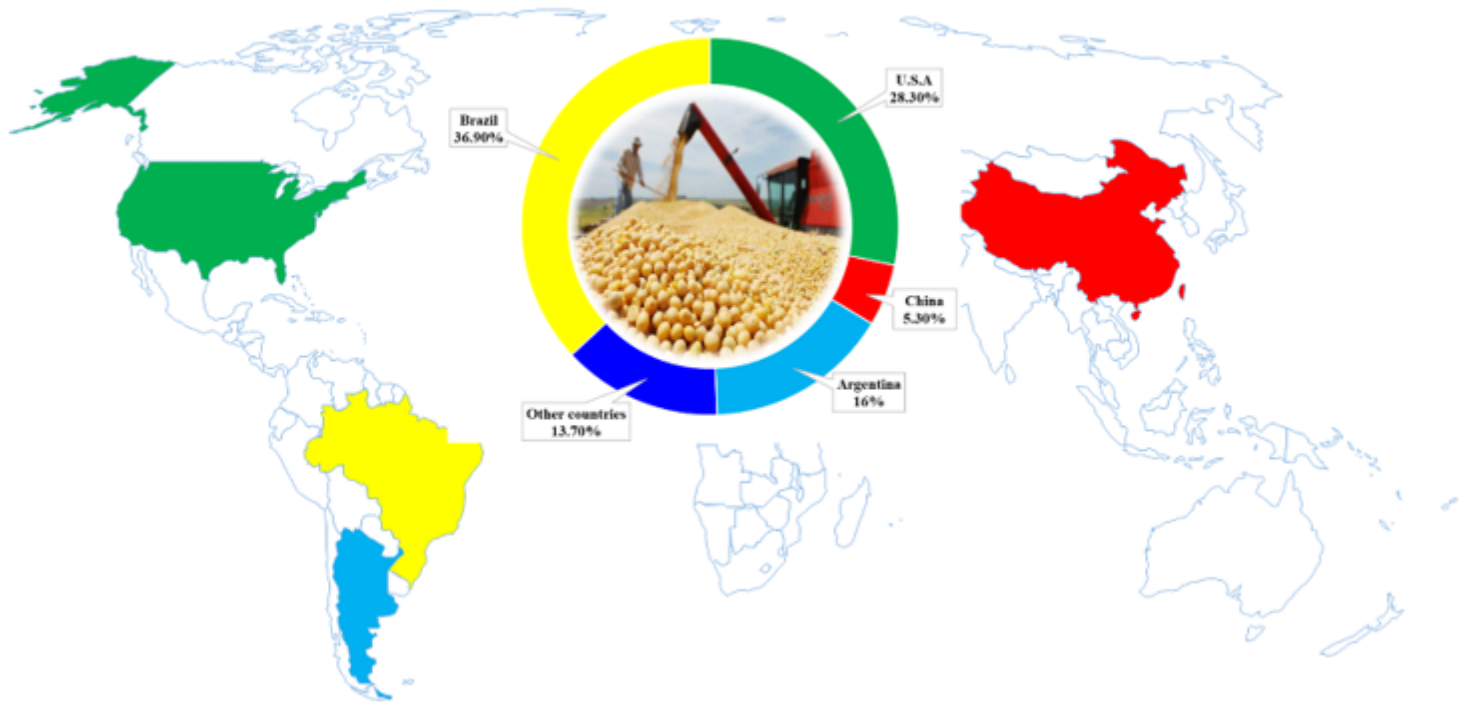 U.S.A
28.30%
Brazil
36.90%
China
5.30%
Argentina
16%
Other countries
13.70%